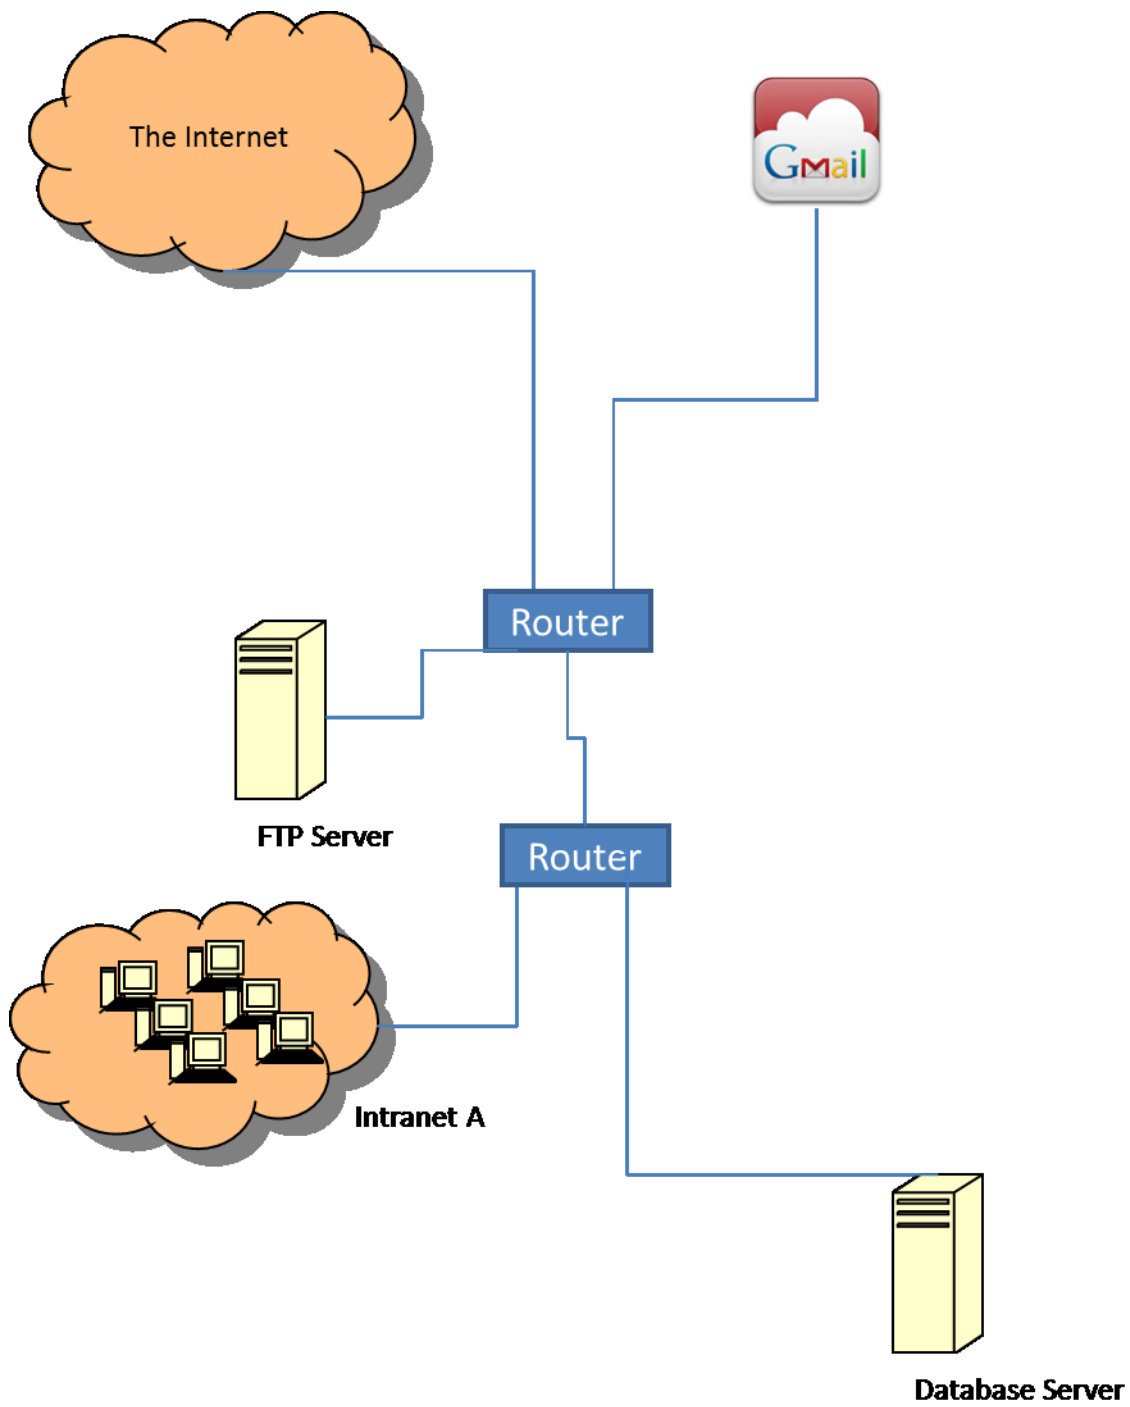 The Internet
Gmail
Router
FTP Server
Router
Intranet A
Database Server